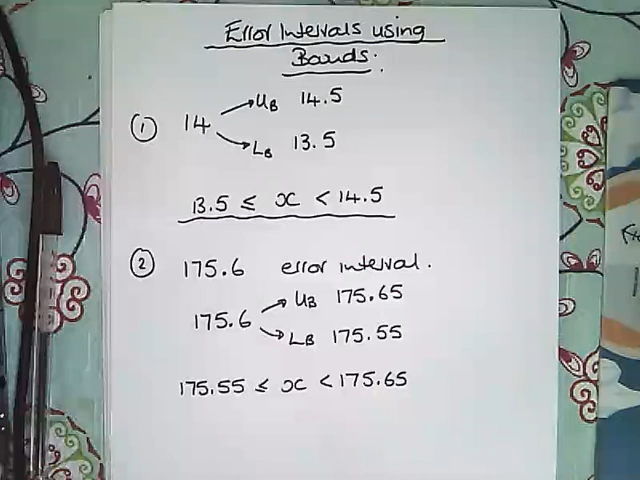 Error Intervals using
Bounds.
① 14 → UB 14.5
→ LB 13.5
13.5 ≤ x < 14.5
② 175.6 error interval.
175.6 → UB 175.65
→ LB 175.55
175.55 ≤ x < 175.65